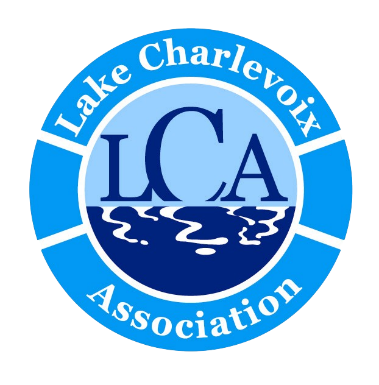 Lake Charlevoix
LCA
Association